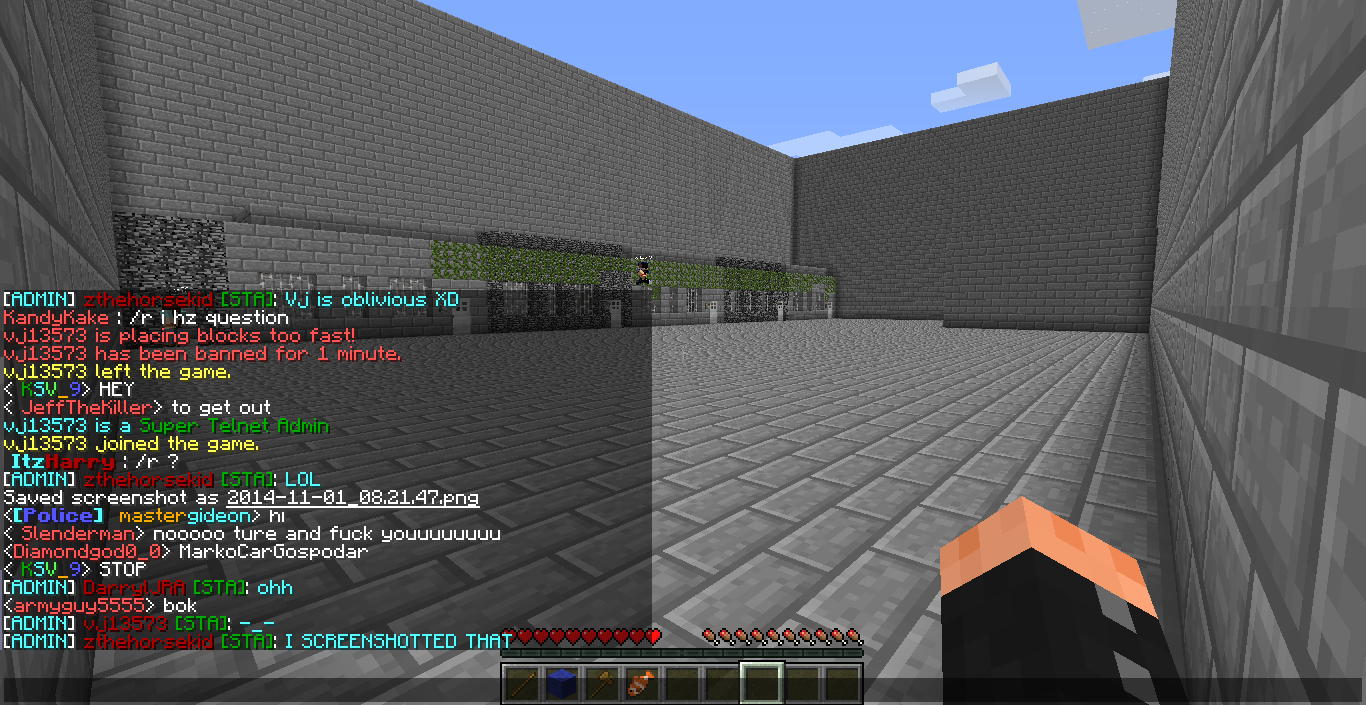 [ADMIN] zthehorsekid [STA]: Vj is oblivious XD
KandyKake : /r i hz question
vj13573 is placing blocks too fast!
vj13573 has been banned for 1 minute.
vj13573 left the game.
< KSV_9> HEY
< JeffTheKiller> to get out
vj13573 is a Super Telnet Admin
vj13573 joined the game.
ItzHarry : /r ?
[ADMIN] zthehorsekid [STA]: LOL
Saved screenshot as 2014-11-01_08.21.47.png
<[Police] mastergideon> hi
< Slenderman> nooooo ture and fuck youuuuuuuu
<Diamondgod0_0> MarkoCarGospodar
< KSV_9> STOP
[ADMIN] DarrylJRA [STA]: ohh
<armyguy5555> bok
[ADMIN] vj13573 [STA]: -_-
[ADMIN] zthehorsekid [STA]: I SCREENSHOTTED THAT